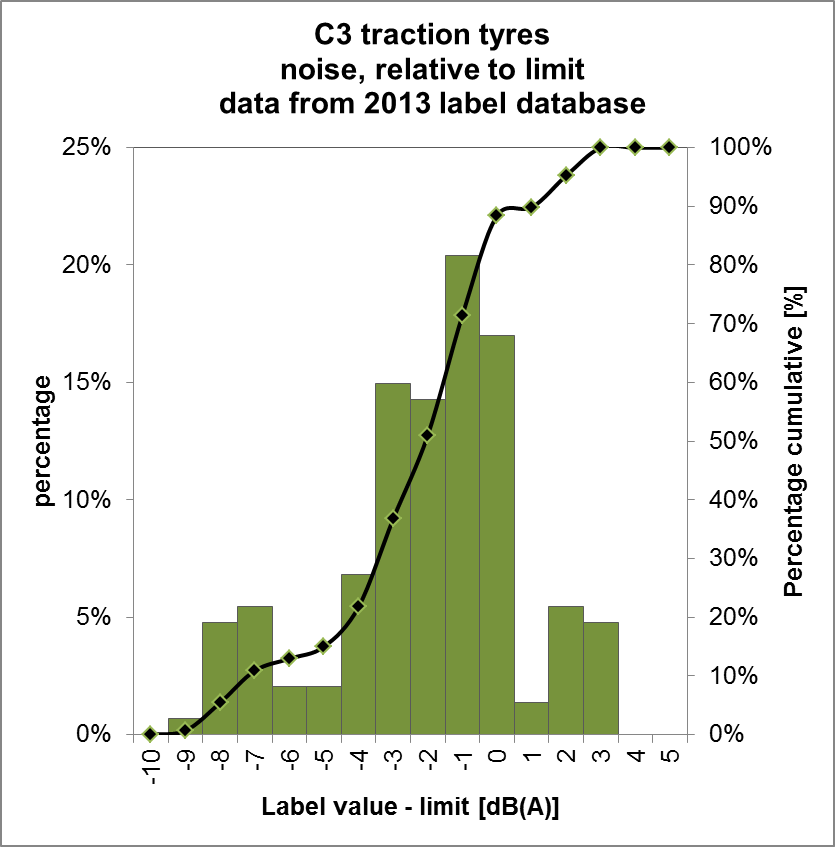 C3 traction tyres
noise, relative to limit
data from 2013 label database
percentage
25%
20%
15%
10%
5%
0%
100%
90%
80%
70%
60%
50%
40%
30%
20%
10%
0%
Percentage cumulative [%]
-10 -9 -8 -7 -6 -5 -4 -3 -2 -1 0 1 2 3 4 5
Label value - limit [dB(A)]